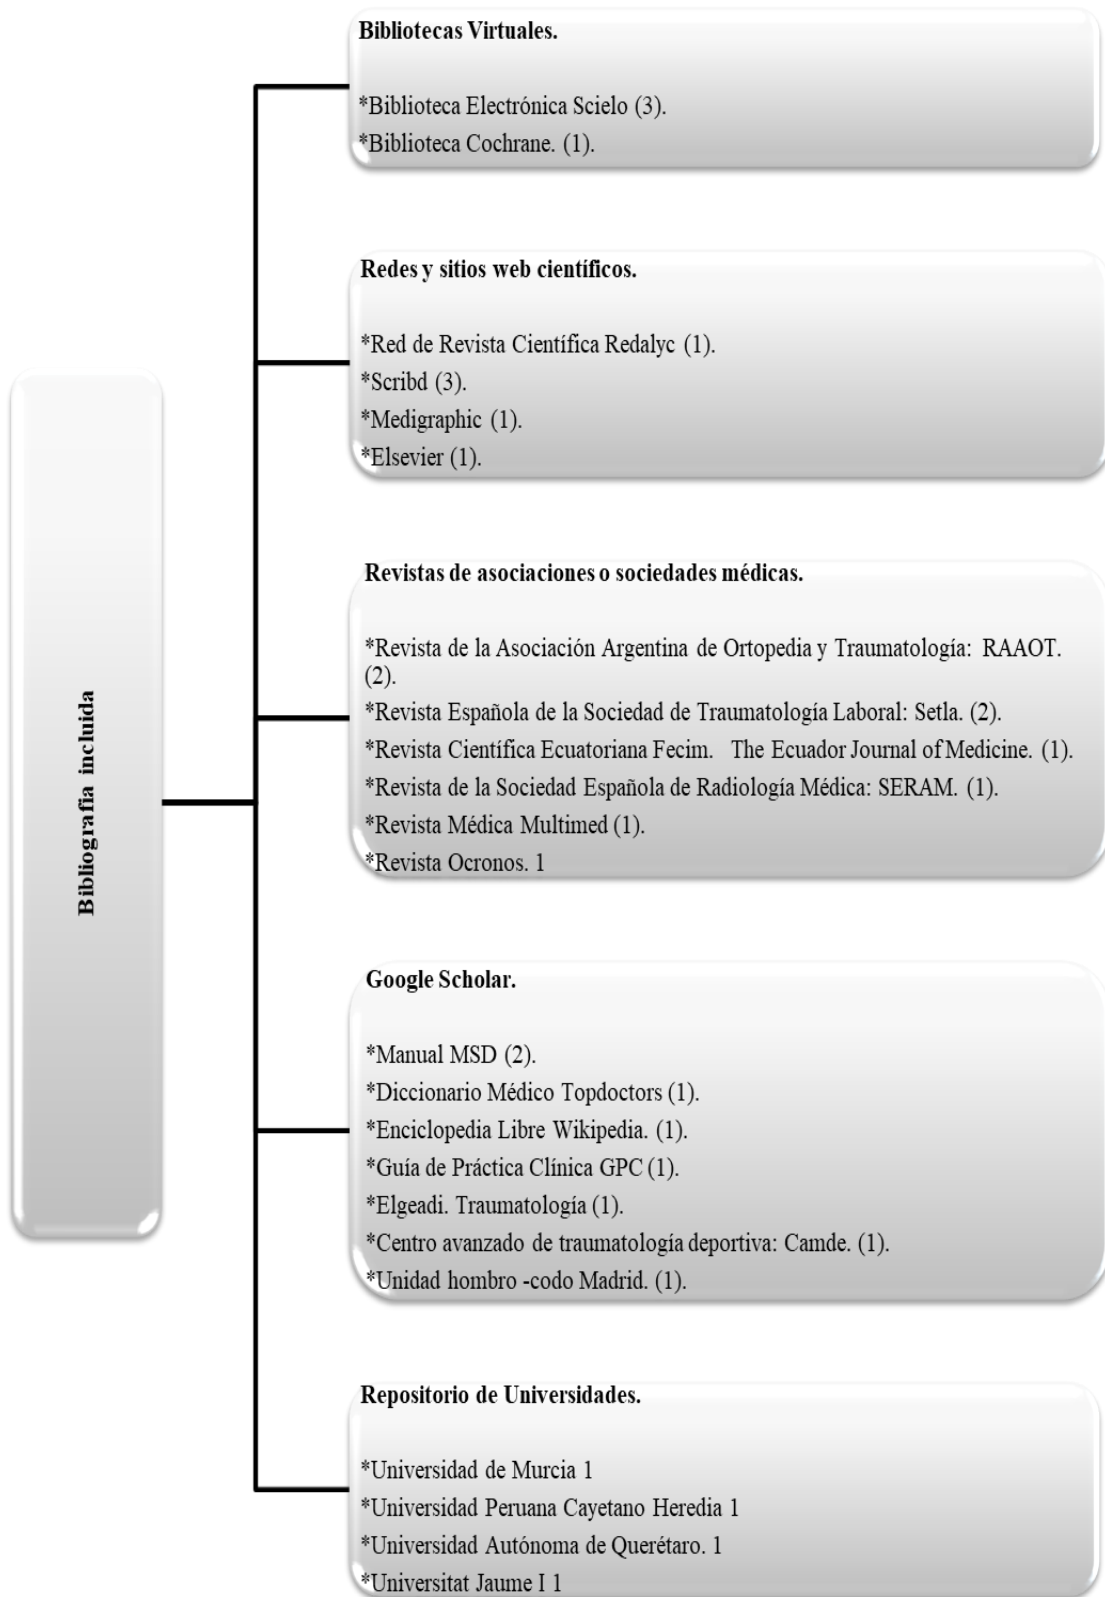 Bibliografia incluida
Bibliotecas Virtuales.
*Biblioteca Electrónica Scielo (3).
*Biblioteca Cochrane. (1).
Redes y sitios web científicos.
*Red de Revista Científica Redalyc (1).
*Scribd (3).
*Medigraphic (1).
*Elsevier (1).
Revistas de asociaciones o sociedades médicas.
*Revista de la Asociación Argentina de Ortopedia y Traumatología: RAAOT.
(2).
*Revista Española de la Sociedad de Traumatología Laboral: Setla. (2).
*Revista Científica Ecuatoriana Fecim. The Ecuador Journal of Medicine. (1).
*Revista de la Sociedad Española de Radiología Médica: SERAM. (1).
*Revista Médica Multimed (1).
*Revista Ocronos. 1
Google Scholar.
*Manual MSD (2).
*Diccionario Médico Topdoctors (1).
*Enciclopedia Libre Wikipedia. (1).
*Guía de Práctica Clínica GPC (1).
*Elgeadi. Traumatología (1).
*Centro avanzado de traumatología deportiva: Camde. (1).
*Unidad hombro -codo Madrid. (1).
Repositorio de Universidades.
*Universidad de Murcia 1
*Universidad Peruana Cayetano Heredia 1
*Universidad Autónoma de Querétaro. 1
*Universitat Jaume I 1